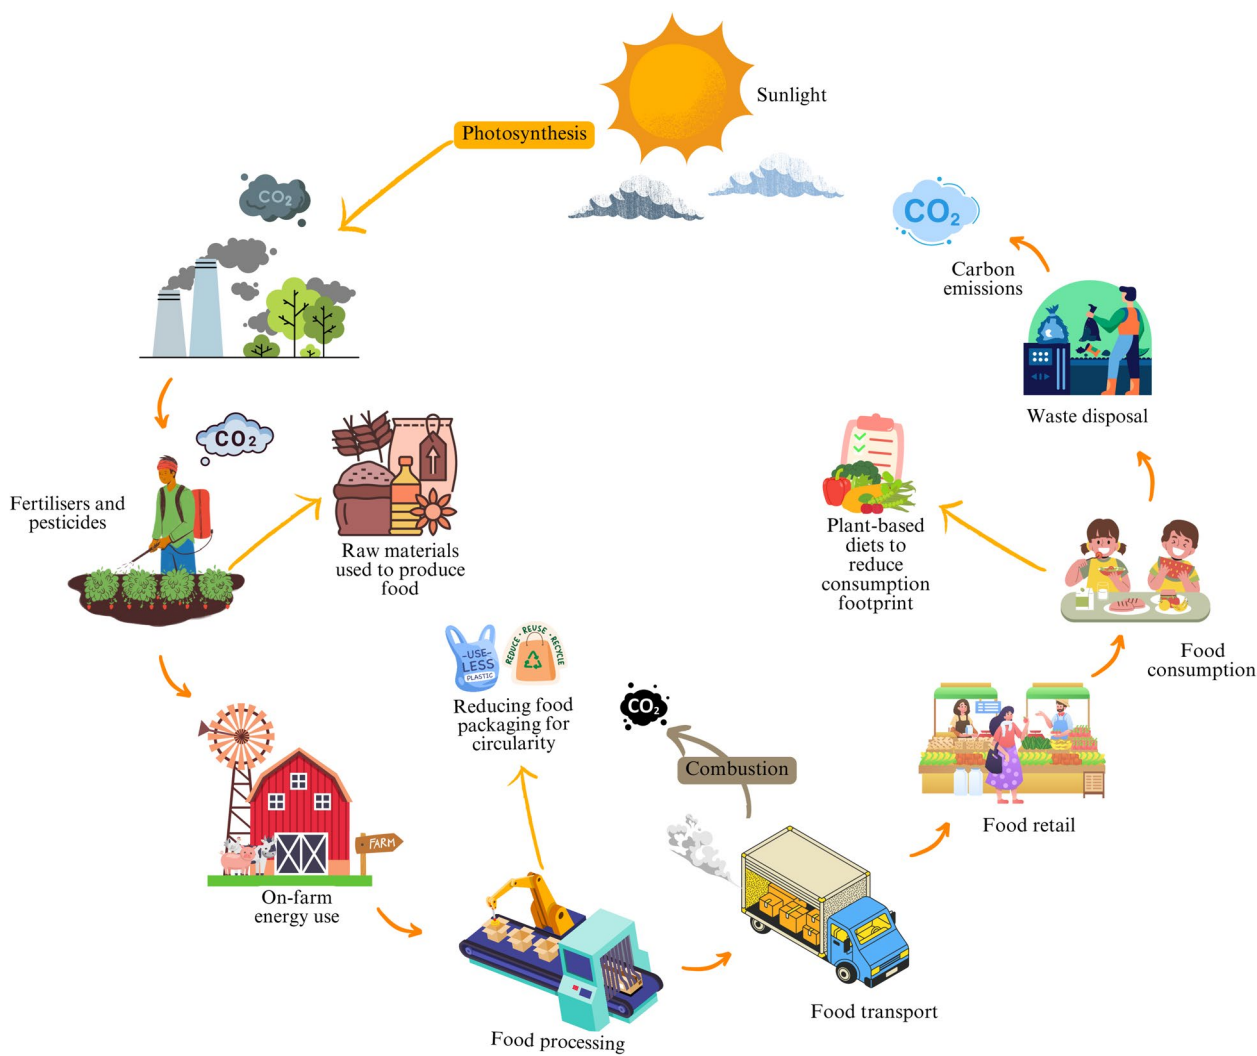 Sunlight
Photosynthesis
CO₂
CO₂
Carbon
emissions
Waste disposal
CO₂
Fertilisers and
pesticides
Raw materials
used to produce
food
Plant-based
diets to
reduce
consumption
footprint
Food
consumption
-USE-
LESS
PLASTIC
REDUCE · REUSE · RECYCLE
Reducing food
packaging for
circularity
CO₂
Combustion
Food retail
FARM
On-farm
energy use
Food transport
Food processing